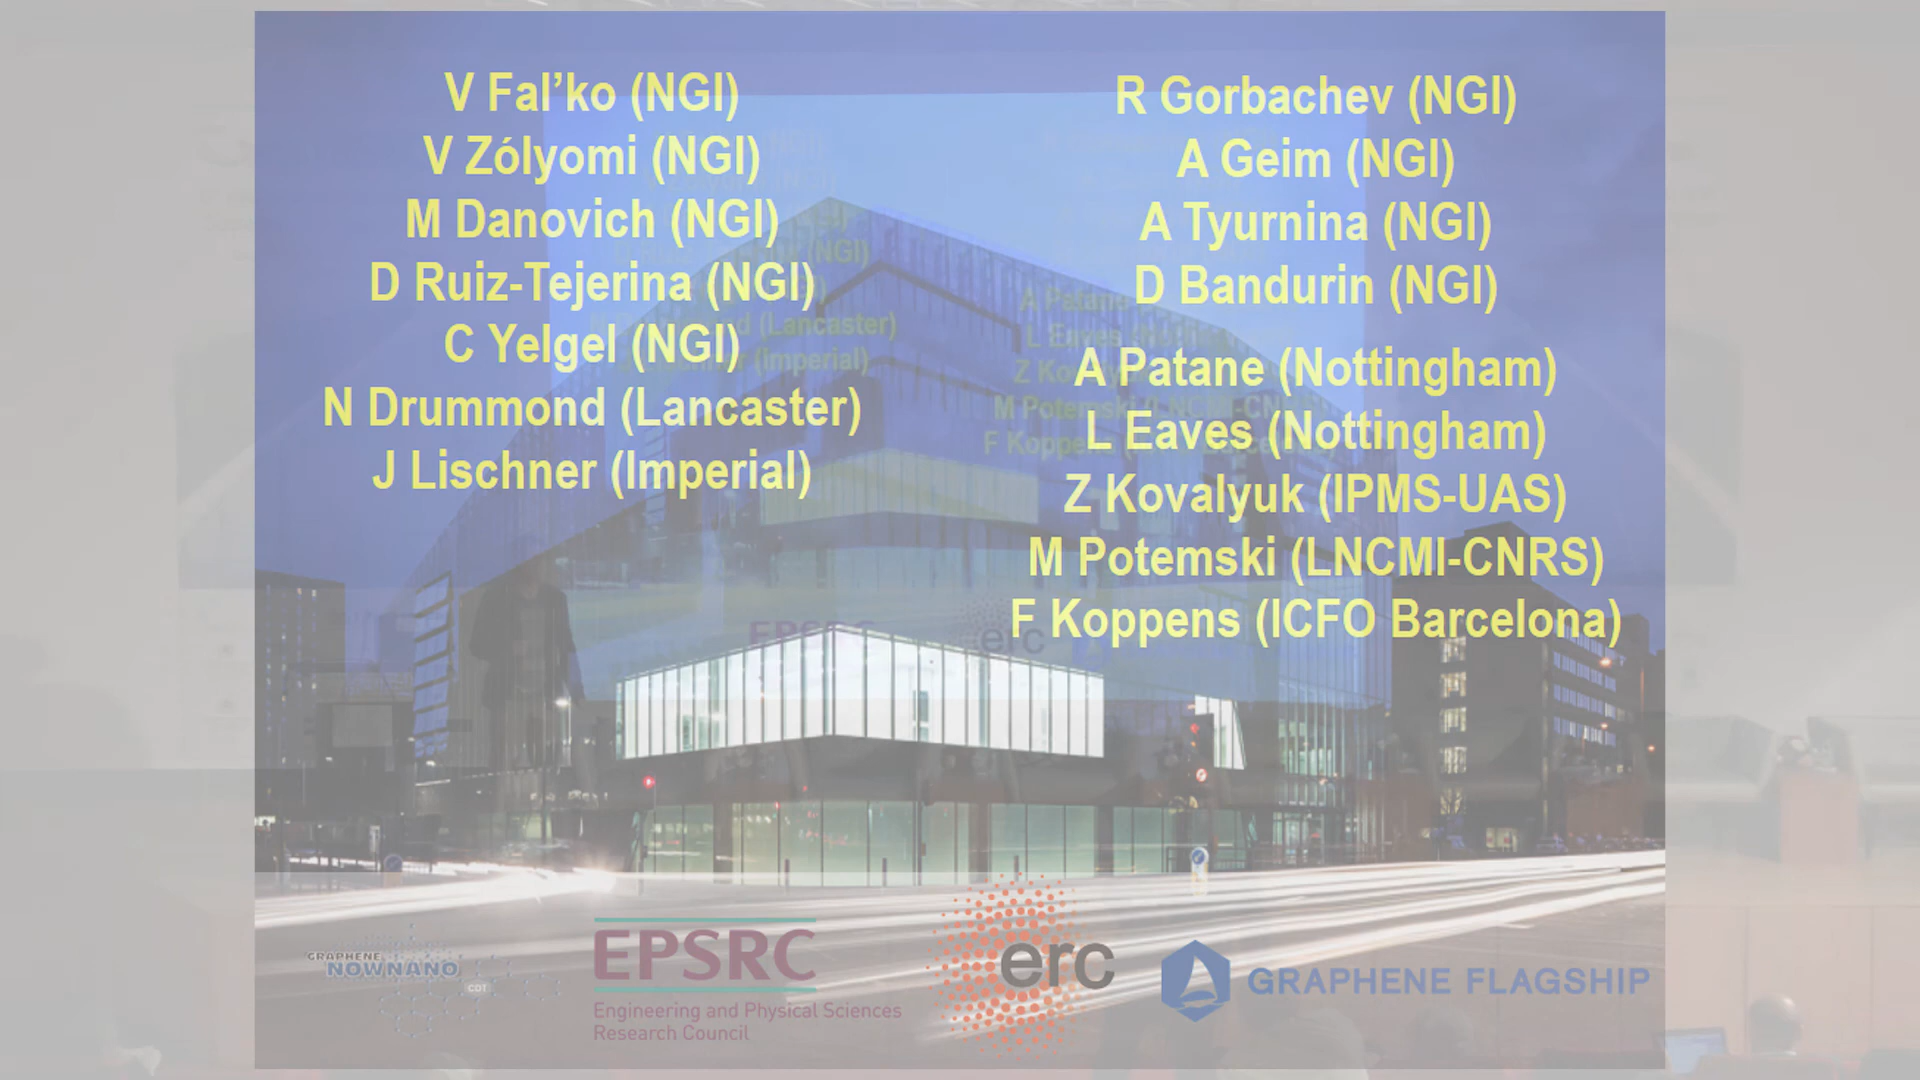 V Fal’ko (NGI)
V Zólyomi (NGI)
M Danovich (NGI)
D Ruiz-Tejerina (NGI)
C Yelgel (NGI)
N Drummond (Lancaster)
J Lischner (Imperial)
R Gorbachev (NGI)
A Geim (NGI)
A Tyurnina (NGI)
D Bandurin (NGI)
A Patane (Nottingham)
L Eaves (Nottingham)
Z Kovalyuk (IPMS-UAS)
M Potemski (LNCMI-CNRS)
F Koppens (ICFO Barcelona)
GRAPHENE
NOWNANO
CDT
EPSRC
Engineering and Physical Sciences
Research Council
erc
GRAPHENE FLAGSHIP